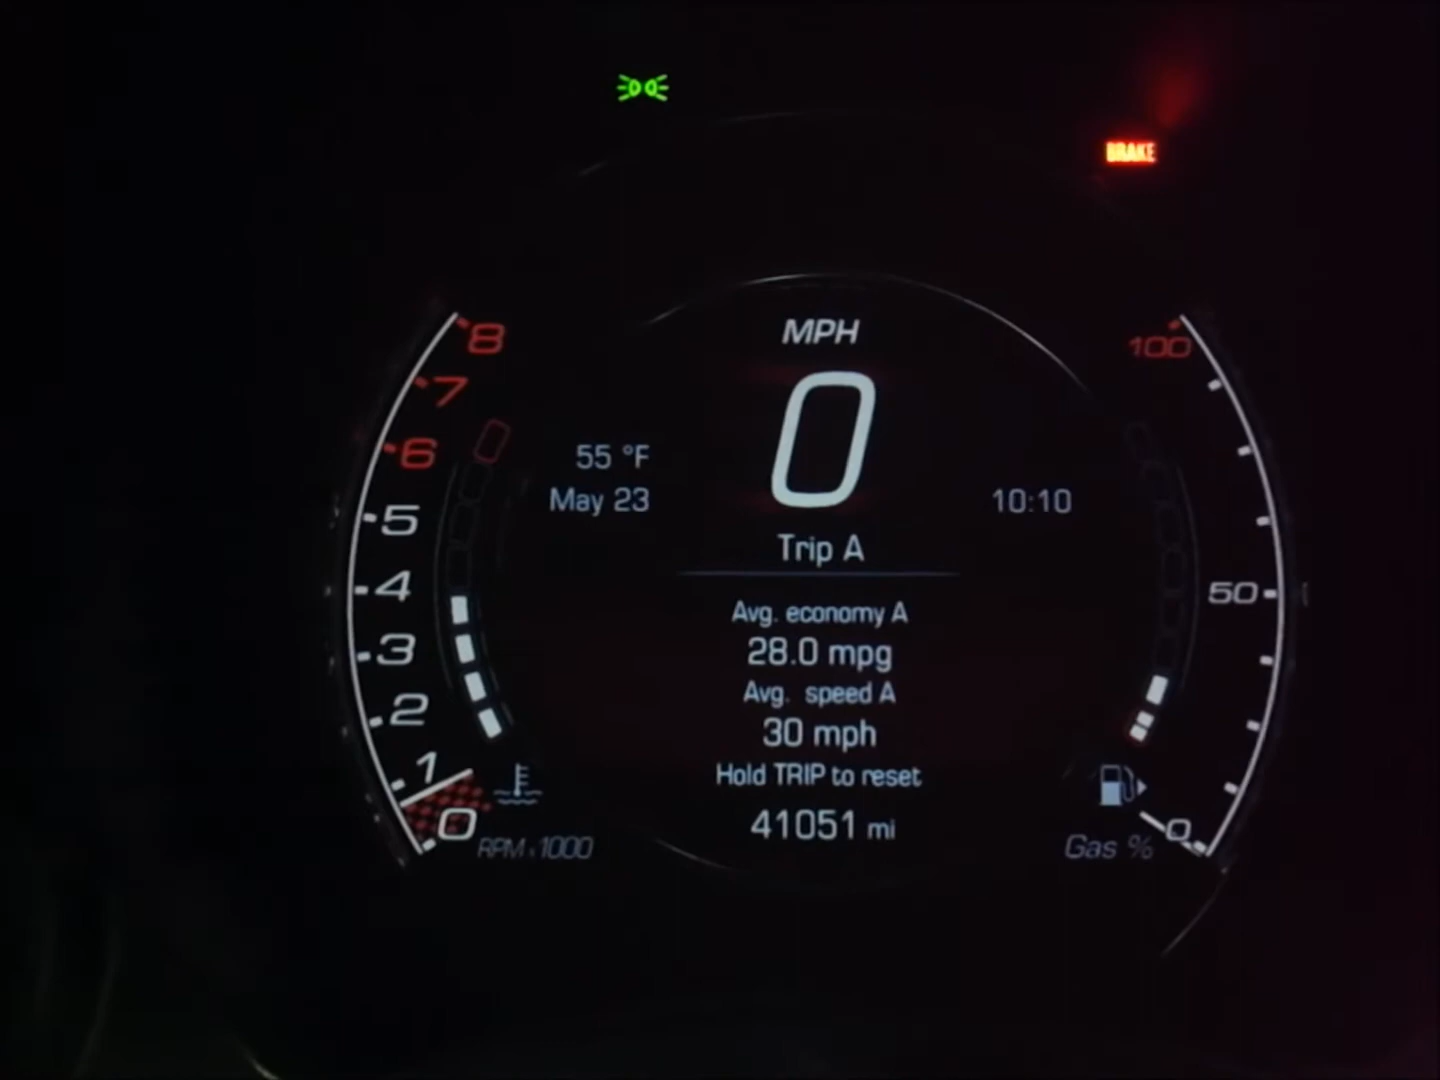 BRAKE
MPH
0
8
7
6
5
4
3
2
1
0
RPM x1000
55 °F
May 23
10:10
Trip A
Avg. economy A
28.0 mpg
Avg. speed A
30 mph
Hold TRIP to reset
41051 mi
100
50
0
Gas %